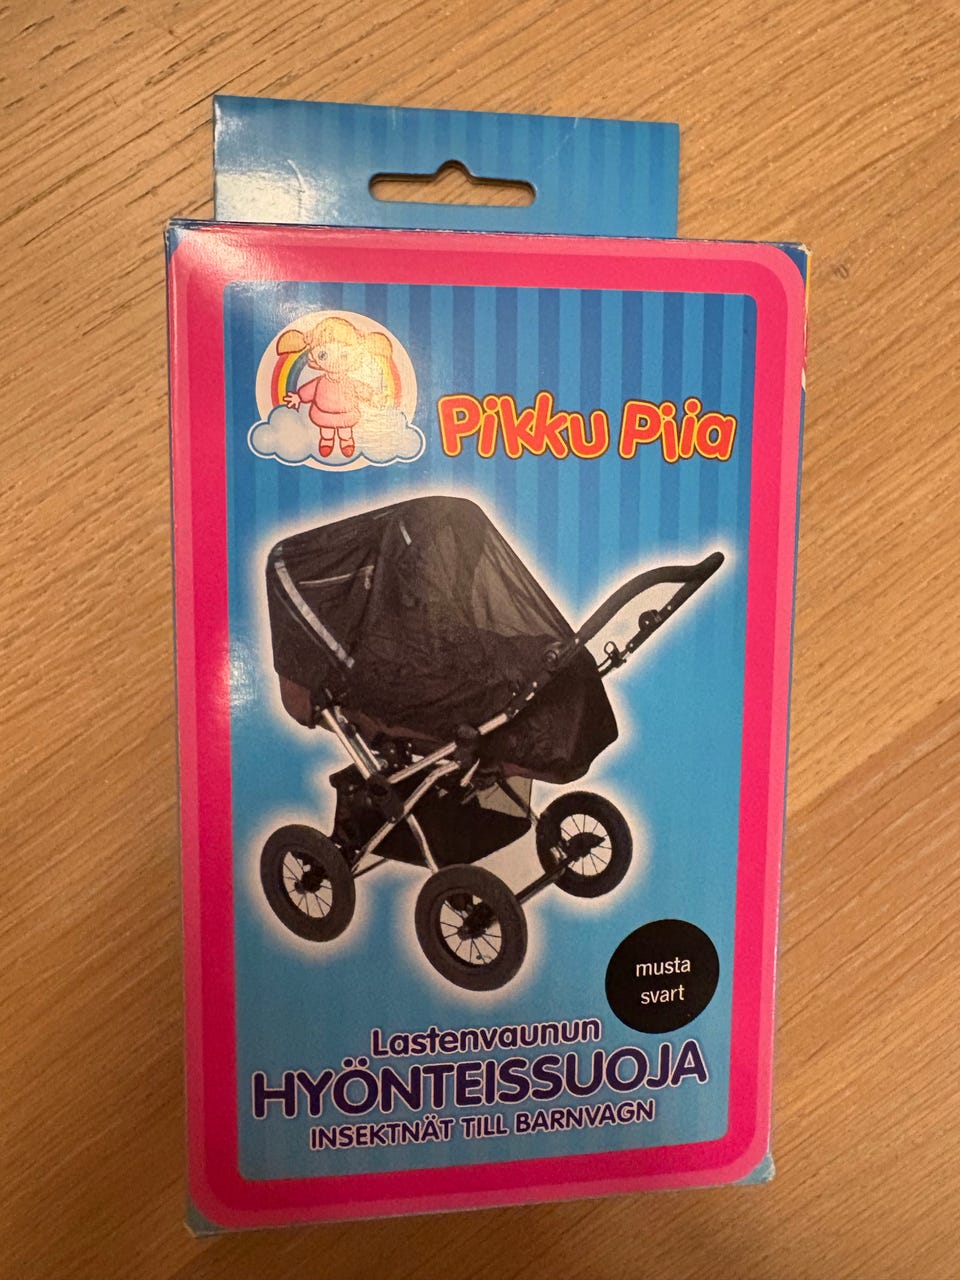 Pikku Piia
musta
svart
Lastenvaunun
HYÖNTEISSUOJA
INSEKTNÄT TILL BARNVAGN